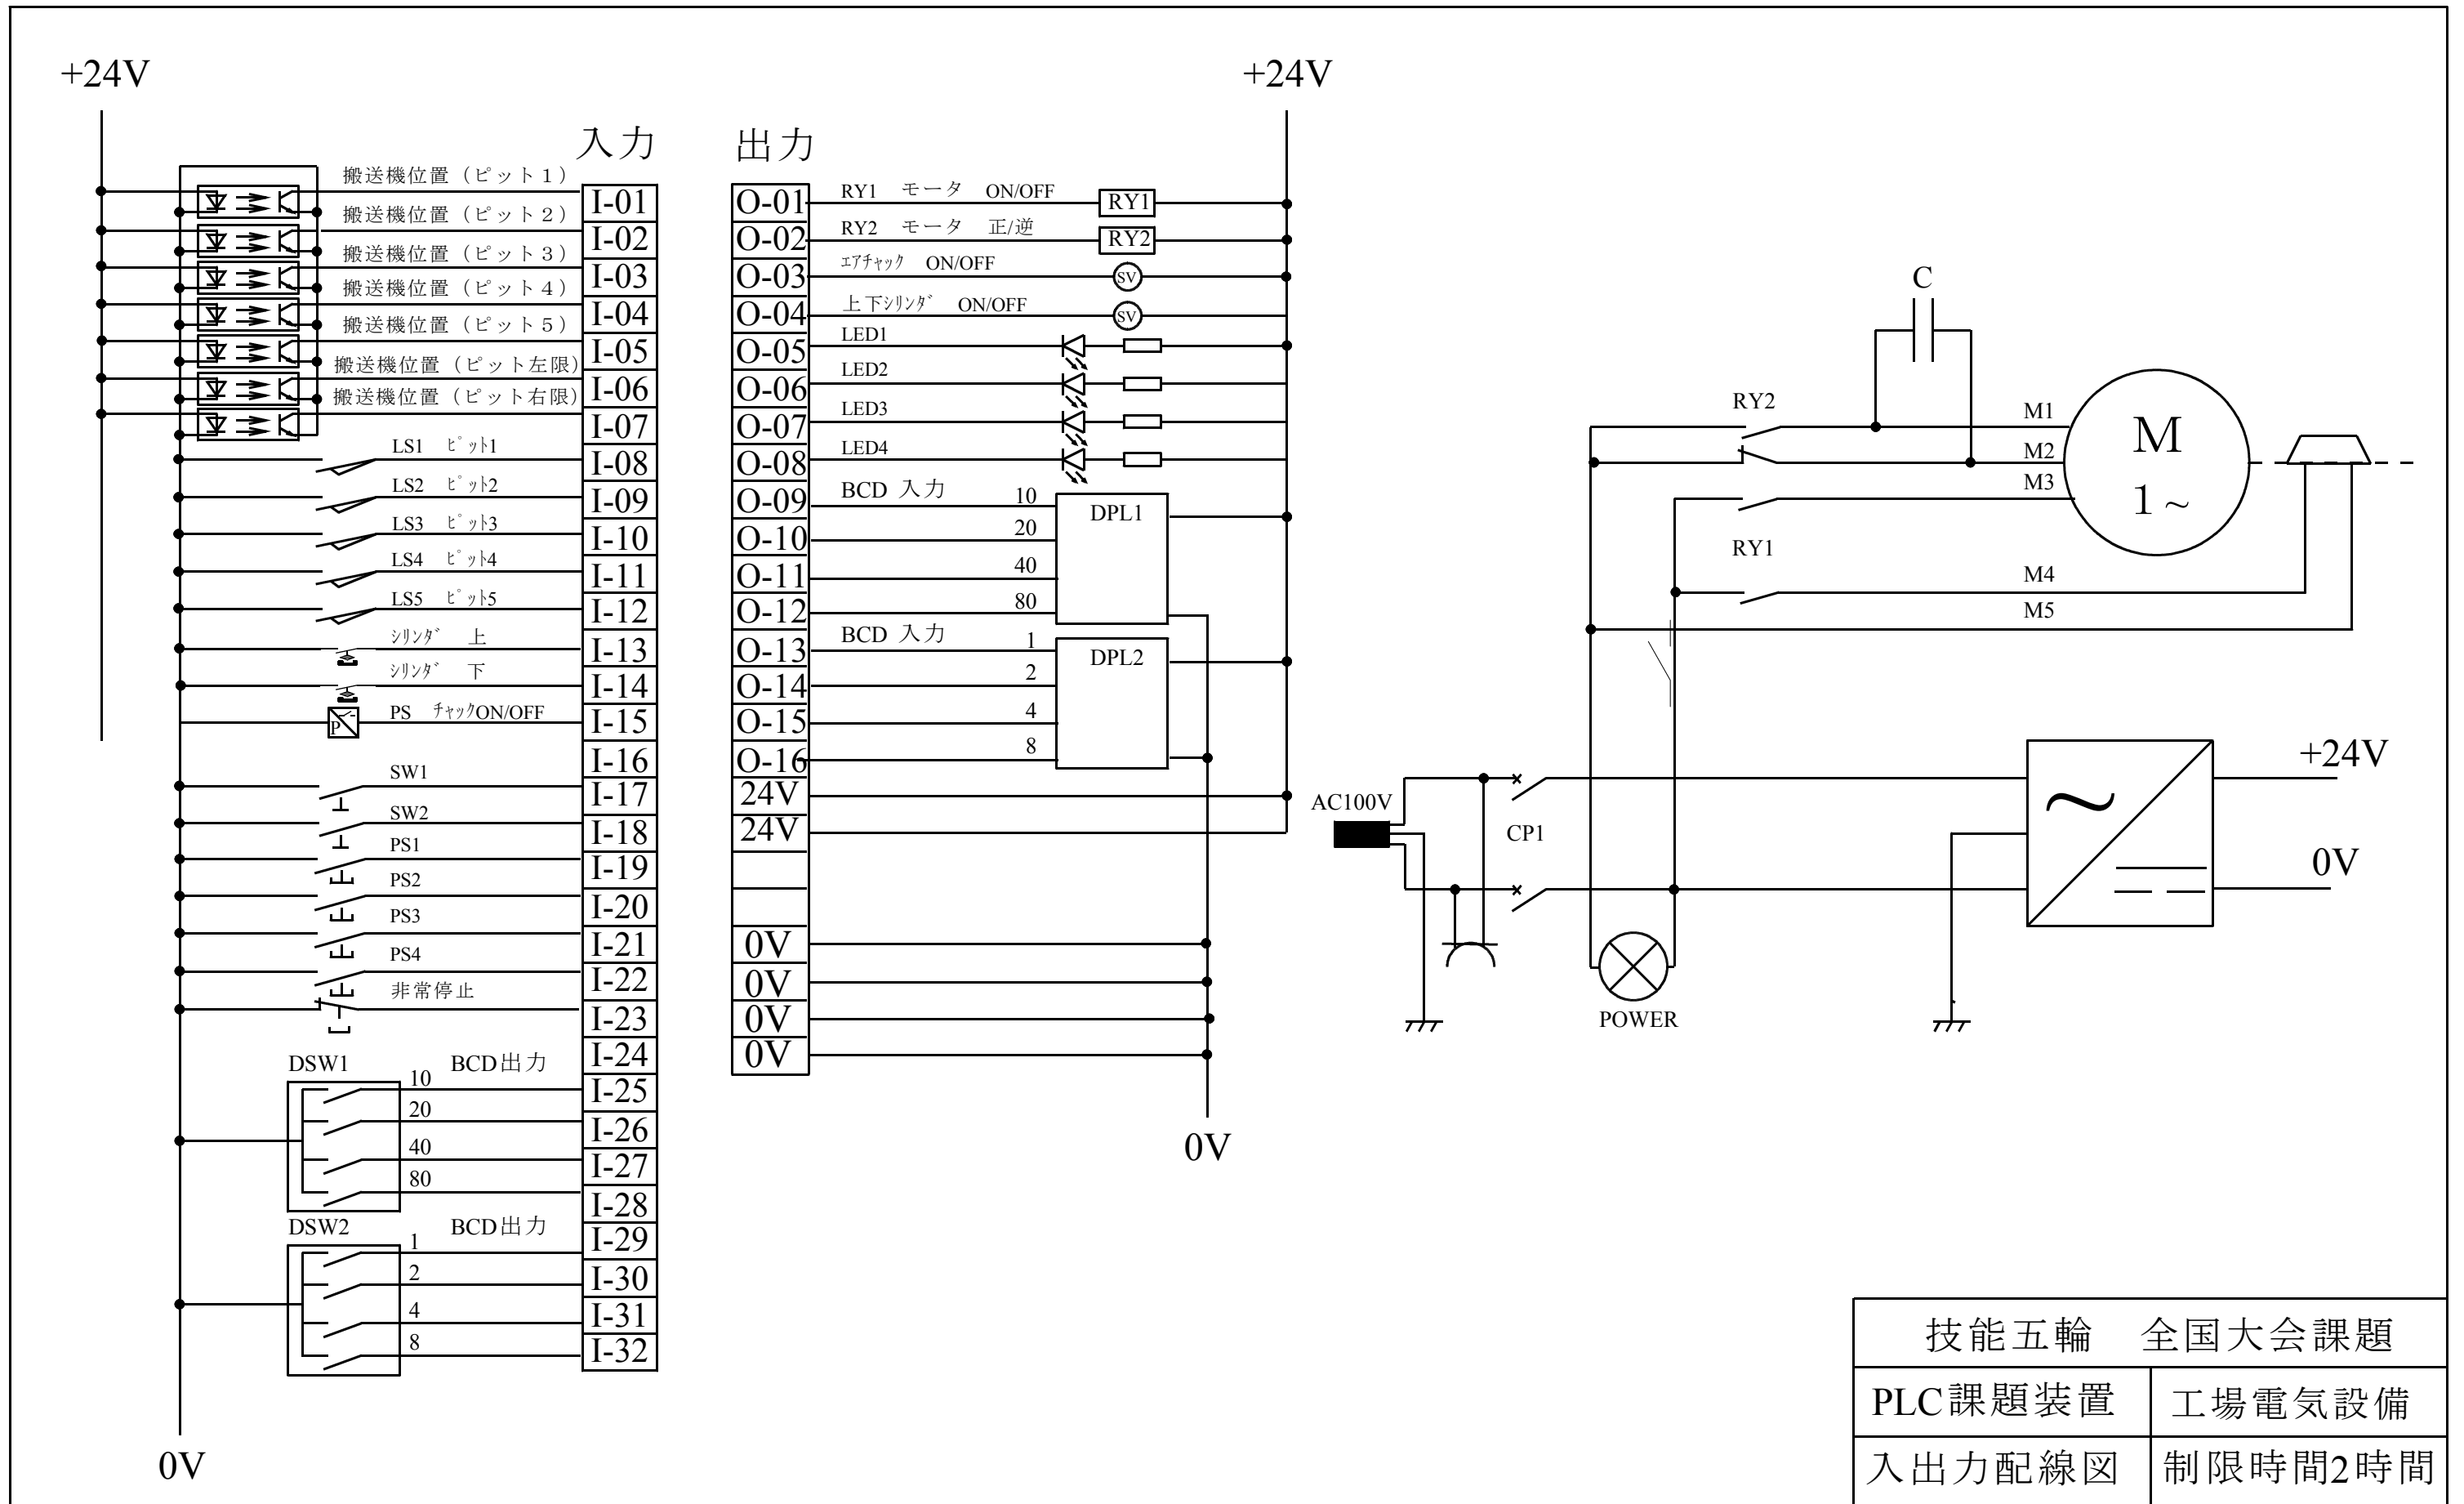 +24V
入力
搬送機位置（ピット１）
I-01
搬送機位置（ピット２）
I-02
搬送機位置（ピット３）
I-03
搬送機位置（ピット４）
I-04
搬送機位置（ピット５）
I-05
搬送機位置（ピット左限）
I-06
搬送機位置（ピット右限）
I-07
LS1 ﾋﾟｯﾄ1
I-08
LS2 ﾋﾟｯﾄ2
I-09
LS3 ﾋﾟｯﾄ3
I-10
LS4 ﾋﾟｯﾄ4
I-11
LS5 ﾋﾟｯﾄ5
I-12
ｼﾘﾝﾀﾞ 上
I-13
ｼﾘﾝﾀﾞ 下
I-14
PS ﾁｬｯｸON/OFF
P
I-15
I-16
SW1
I-17
SW2
I-18
PS1
I-19
PS2
I-20
PS3
I-21
PS4
I-22
非常停止
I-23
I-24
DSW1 BCD出力
10
I-25
20
I-26
40
I-27
80
I-28
DSW2 BCD出力
1
I-29
2
I-30
4
I-31
8
I-32
0V
+24V
出力
O-01 RY1 モータ ON/OFF RY1
O-02 RY2 モータ 正/逆 RY2
O-03 ｴｱﾁｬｯｸ ON/OFF SV
O-04 上下ｼﾘﾝﾀﾞ ON/OFF SV
O-05 LED1
O-06 LED2
O-07 LED3
O-08 LED4
O-09 BCD 入力 10 DPL1
O-10 20
O-11 40
O-12 80
O-13 BCD 入力 1 DPL2
O-14 2
O-15 4
O-16 8
24V
24V
0V
0V
0V
0V
0V
C
RY2
M1
M2
M3
M
1 ~
RY1
M4
M5
AC100V
CP1
POWER
+24V
0V
技能五輪 全国大会課題
PLC課題装置 工場電気設備
入出力配線図 制限時間2時間